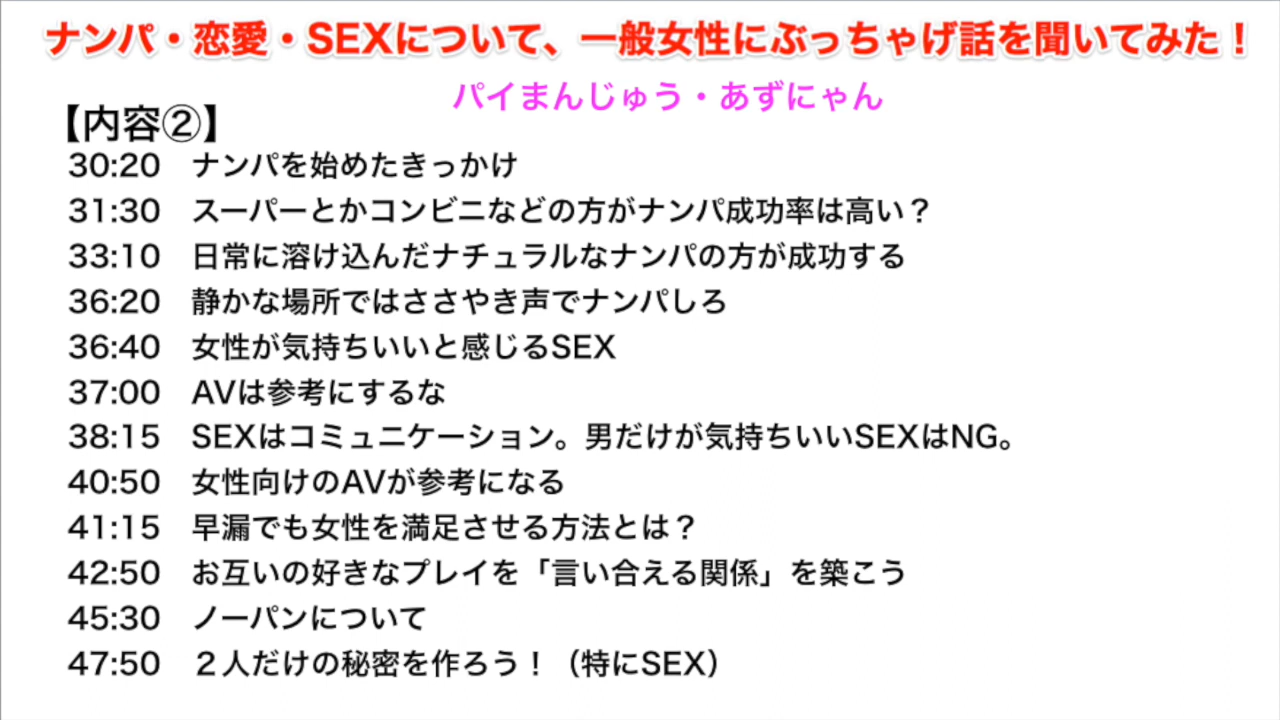 ナンパ・恋愛・SEXについて、一般女性にぶっちゃげ話を聞いてみた！
パイまんじゅう・あずにゃん
【内容②】
30:20 ナンパを始めたきっかけ
31:30 スーパーとかコンビニなどの方がナンパ成功率は高い？
33:10 日常に溶け込んだナチュラルなナンパの方が成功する
36:20 静かな場所ではささやき声でナンパしろ
36:40 女性が気持ちいいと感じるSEX
37:00 AVは参考にするな
38:15 SEXはコミュニケーション。男だけが気持ちいいSEXはNG。
40:50 女性向けのAVが参考になる
41:15 早漏でも女性を満足させる方法とは？
42:50 お互いの好きなプレイを「言い合える関係」を築こう
45:30 ノーパンについて
47:50 ２人だけの秘密を作ろう！（特にSEX）